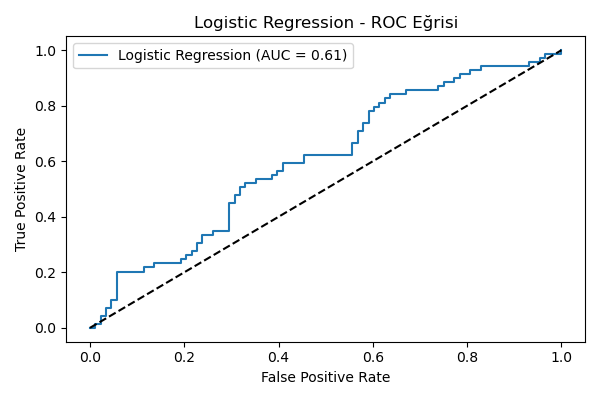 Logistic Regression - ROC Eğrisi
Logistic Regression (AUC = 0.61)
True Positive Rate
1.0
0.8
0.6
0.4
0.2
0.0
0.0 0.2 0.4 0.6 0.8 1.0
False Positive Rate